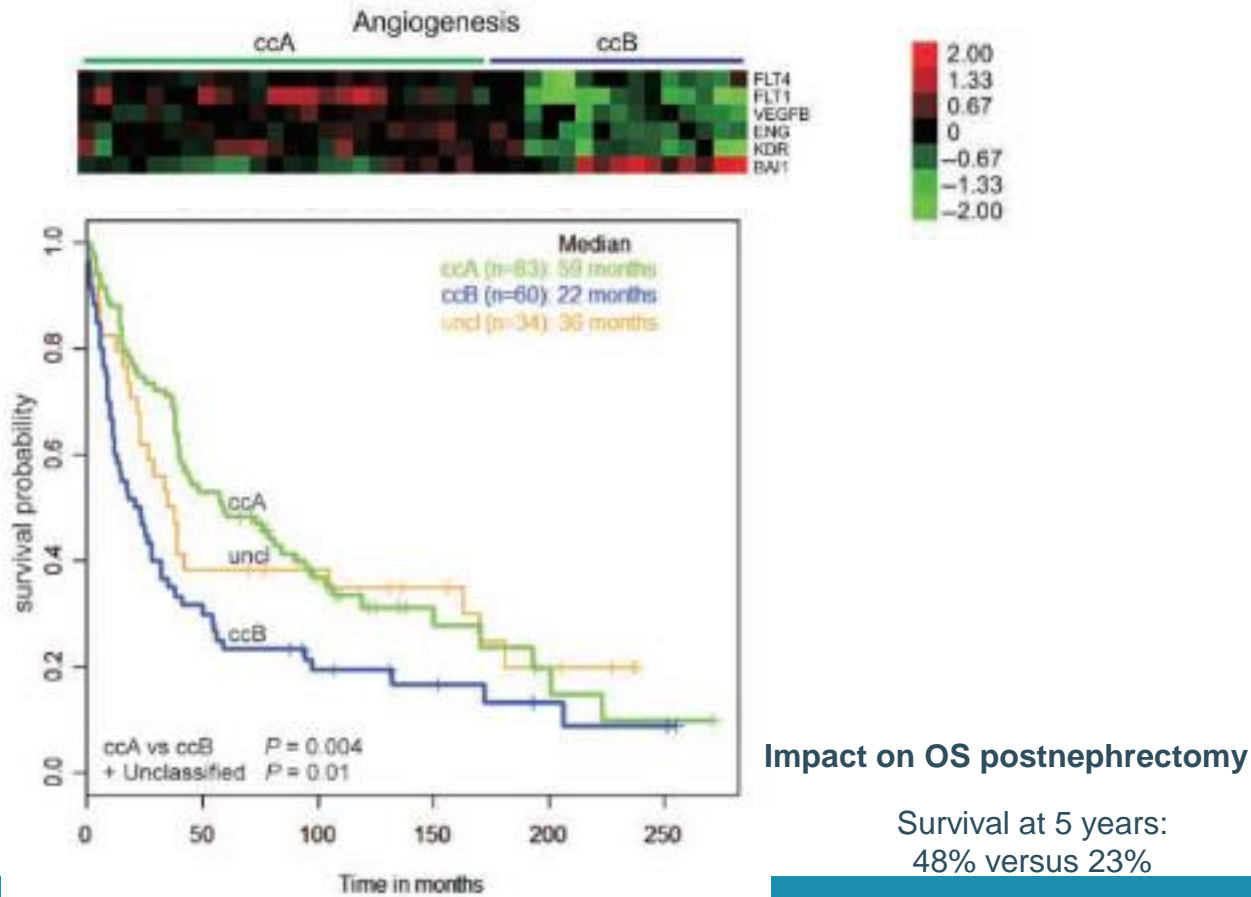 Angiogenesis
ccA
ccB
FLT4
FLT1
VEGFB
ENG
KDR
BAI1
2.00
1.33
0.67
0
−0.67
−1.33
−2.00
Median
ccA (n=83): 59 months
ccB (n=60): 22 months
uncl (n=34): 36 months
survival probability
1.0
0.8
0.6
0.4
0.2
0.0
ccA
uncl
ccB
ccA vs ccB P = 0.004
+ Unclassified P = 0.01
0 50 100 150 200 250
Time in months
Impact on OS postnephrectomy
Survival at 5 years:
48% versus 23%